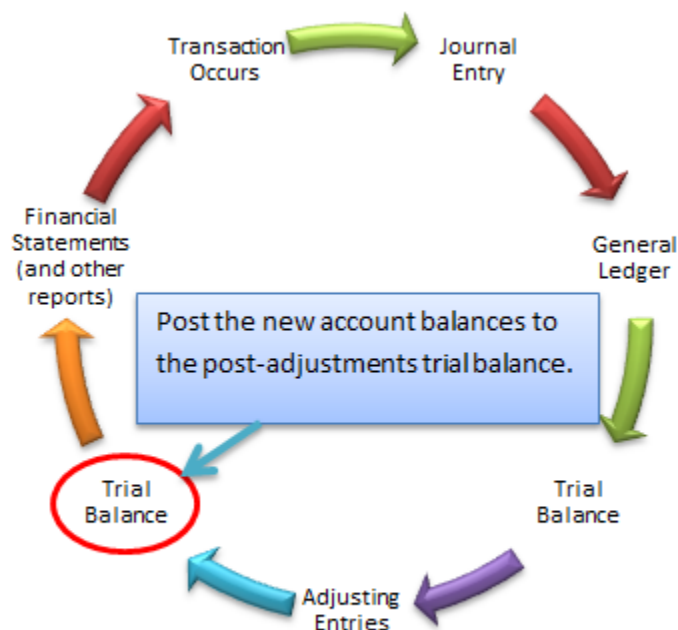 Transaction
Occurs
Journal
Entry
Financial
Statements
(and other
reports)
General
Ledger
Post the new account balances to
the post-adjustments trial balance.
Trial
Balance
Trial
Balance
Adjusting
Entries